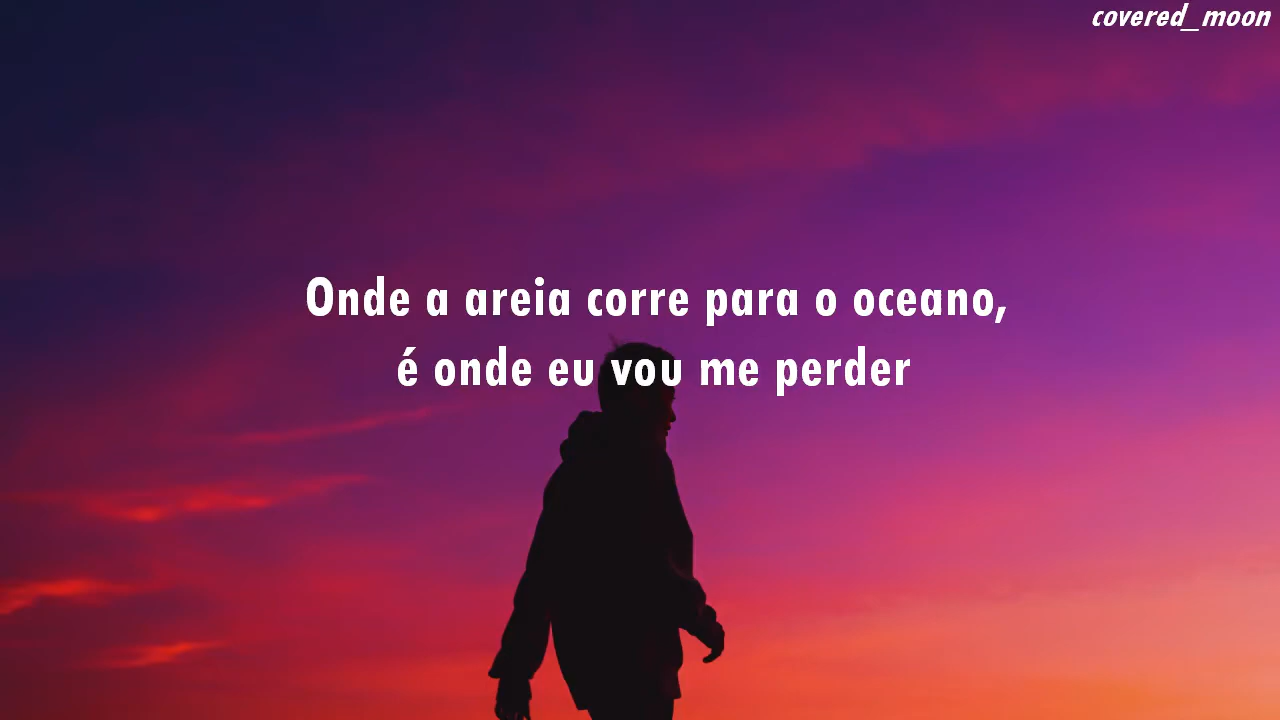 covered_moon
Onde a areia corre para o oceano,
é onde eu vou me perder